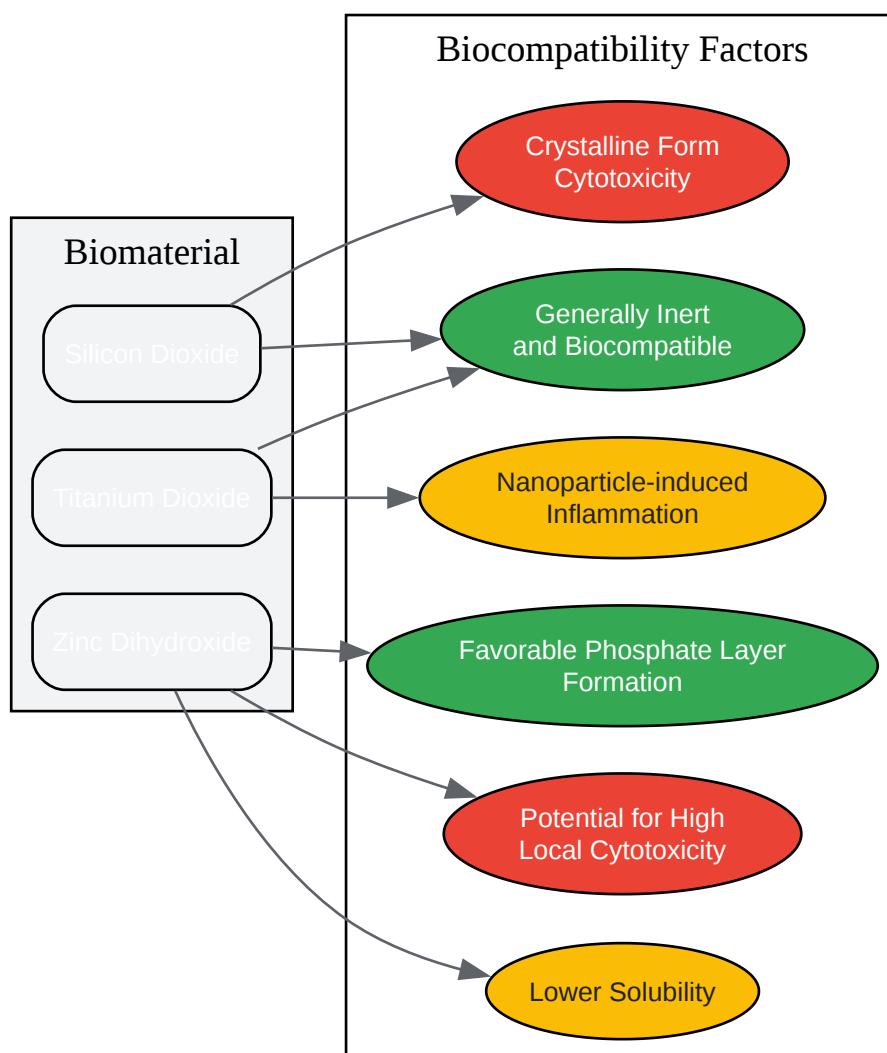 Biocompatibility Factors
Crystalline Form
Cytotoxicity
Biomaterial
Silicon Dioxide
Generally Inert
and Biocompatible
Titanium Dioxide
Nanoparticle-induced
Inflammation
Zinc Dihydroxide
Favorable Phosphate Layer
Formation
Potential for High
Local Cytotoxicity
Lower Solubility